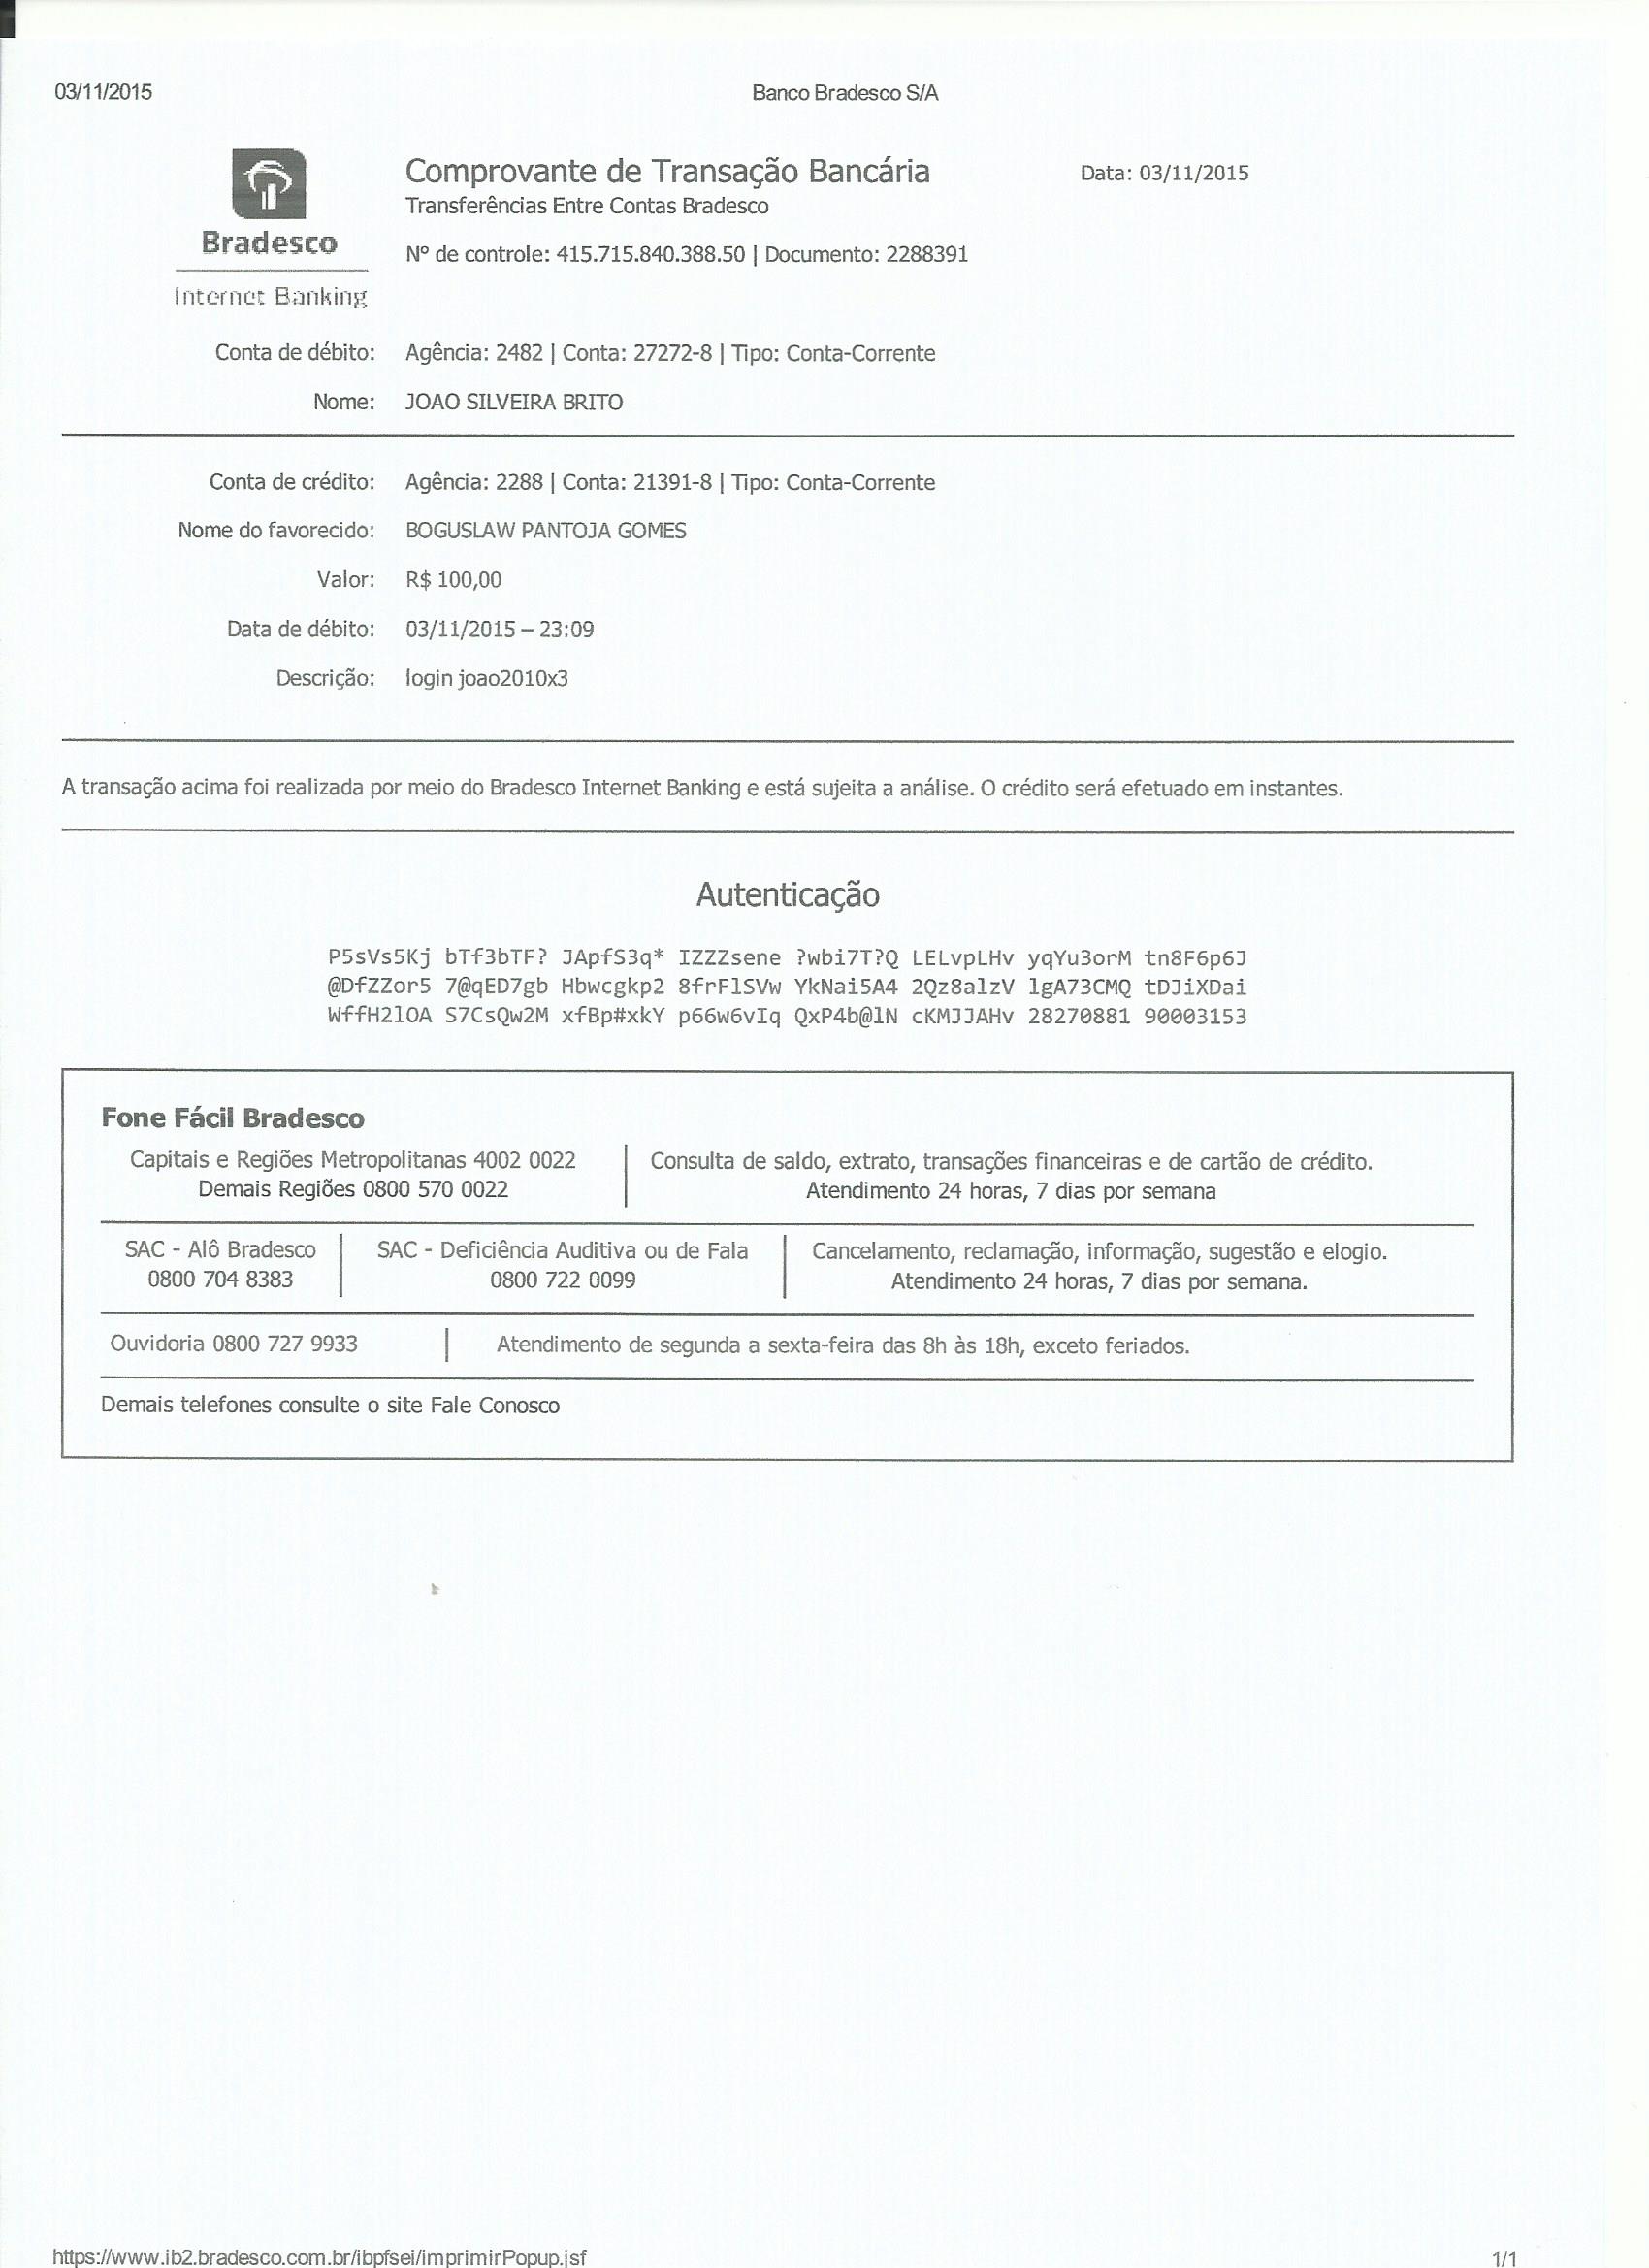 03/11/2015 Banco Bradesco S/A
Comprovante de Transação Bancária Data: 03/11/2015
Transferências Entre Contas Bradesco
Bradesco
Nº de controle: 415.715.840.388.50 | Documento: 2288391
Internet Banking
Conta de débito: Agência: 2482 | Conta: 27272-8 | Tipo: Conta-Corrente
Nome: JOAO SILVEIRA BRITO
Conta de crédito: Agência: 2288 | Conta: 21391-8 | Tipo: Conta-Corrente
Nome do favorecido: BOGUSLAW PANTOJA GOMES
Valor: R$ 100,00
Data de débito: 03/11/2015 – 23:09
Descrição: login joao2010x3
A transação acima foi realizada por meio do Bradesco Internet Banking e está sujeita a análise. O crédito será efetuado em instantes.
Autenticação
P5sVs5Kj bTf3bTF? JApfS3q* IZZZsene ?wbi7T?Q LELvpLHv yqYu3orM tn8F6p6J
@DfZZor5 7@qED7gb Hbwcgkp2 8frFlSVw YkNai5A4 2Qz8alzV lgA73CMQ tDJiXDai
WffH2lOA S7CsQw2M xfBp#xkY p66w6vIq QxP4b@lN cKMJJAHv 28270881 90003153
Fone Fácil Bradesco
Capitais e Regiões Metropolitanas 4002 0022 Consulta de saldo, extrato, transações financeiras e de cartão de crédito.
Demais Regiões 0800 570 0022 Atendimento 24 horas, 7 dias por semana
SAC - Alô Bradesco SAC - Deficiência Auditiva ou de Fala Cancelamento, reclamação, informação, sugestão e elogio.
0800 704 8383 0800 722 0099 Atendimento 24 horas, 7 dias por semana.
Ouvidoria 0800 727 9933 Atendimento de segunda a sexta-feira das 8h às 18h, exceto feriados.
Demais telefones consulte o site Fale Conosco
https://www.ib2.bradesco.com.br/ibpfsei/imprimirPopup.jsf 1/1